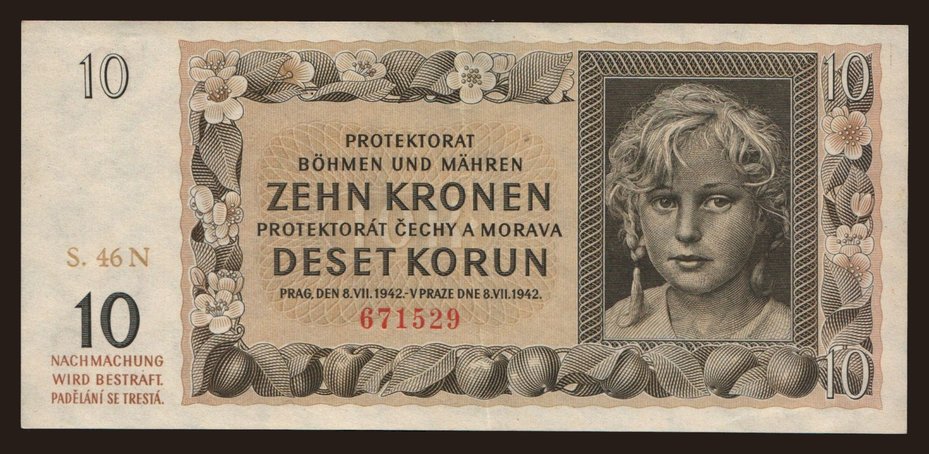 10
10
PROTEKTORAT
BÖHMEN UND MÄHREN
ZEHN KRONEN
PROTEKTORÁT ČECHY A MORAVA
DESET KORUN
PRAG, DEN 8.VII.1942.-V PRAZE DNE 8.VII.1942.
671529
S. 46 N
10
NACHMACHUNG
WIRD BESTRAFT.
PADĚLÁNÍ SE TRESTÁ.
10